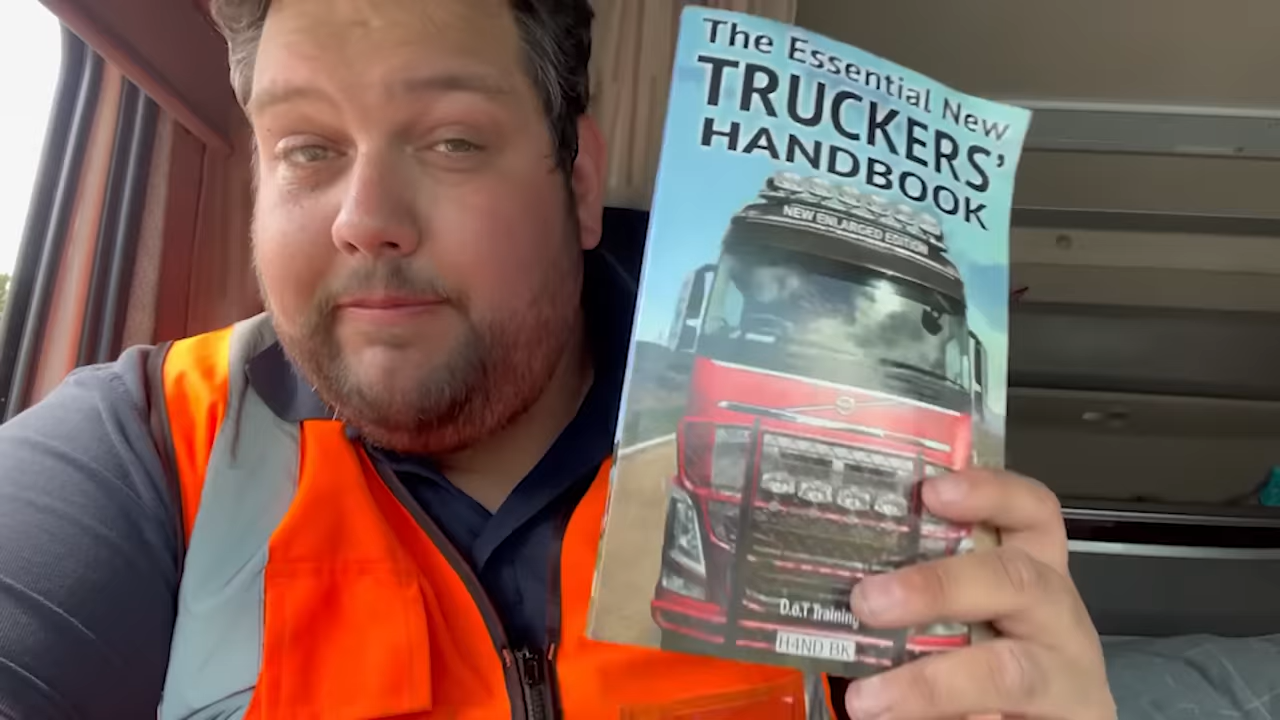 The Essential New
TRUCKERS'
HANDBOOK
NEW ENLARGED EDITION
D.o.T Training
H4ND BK